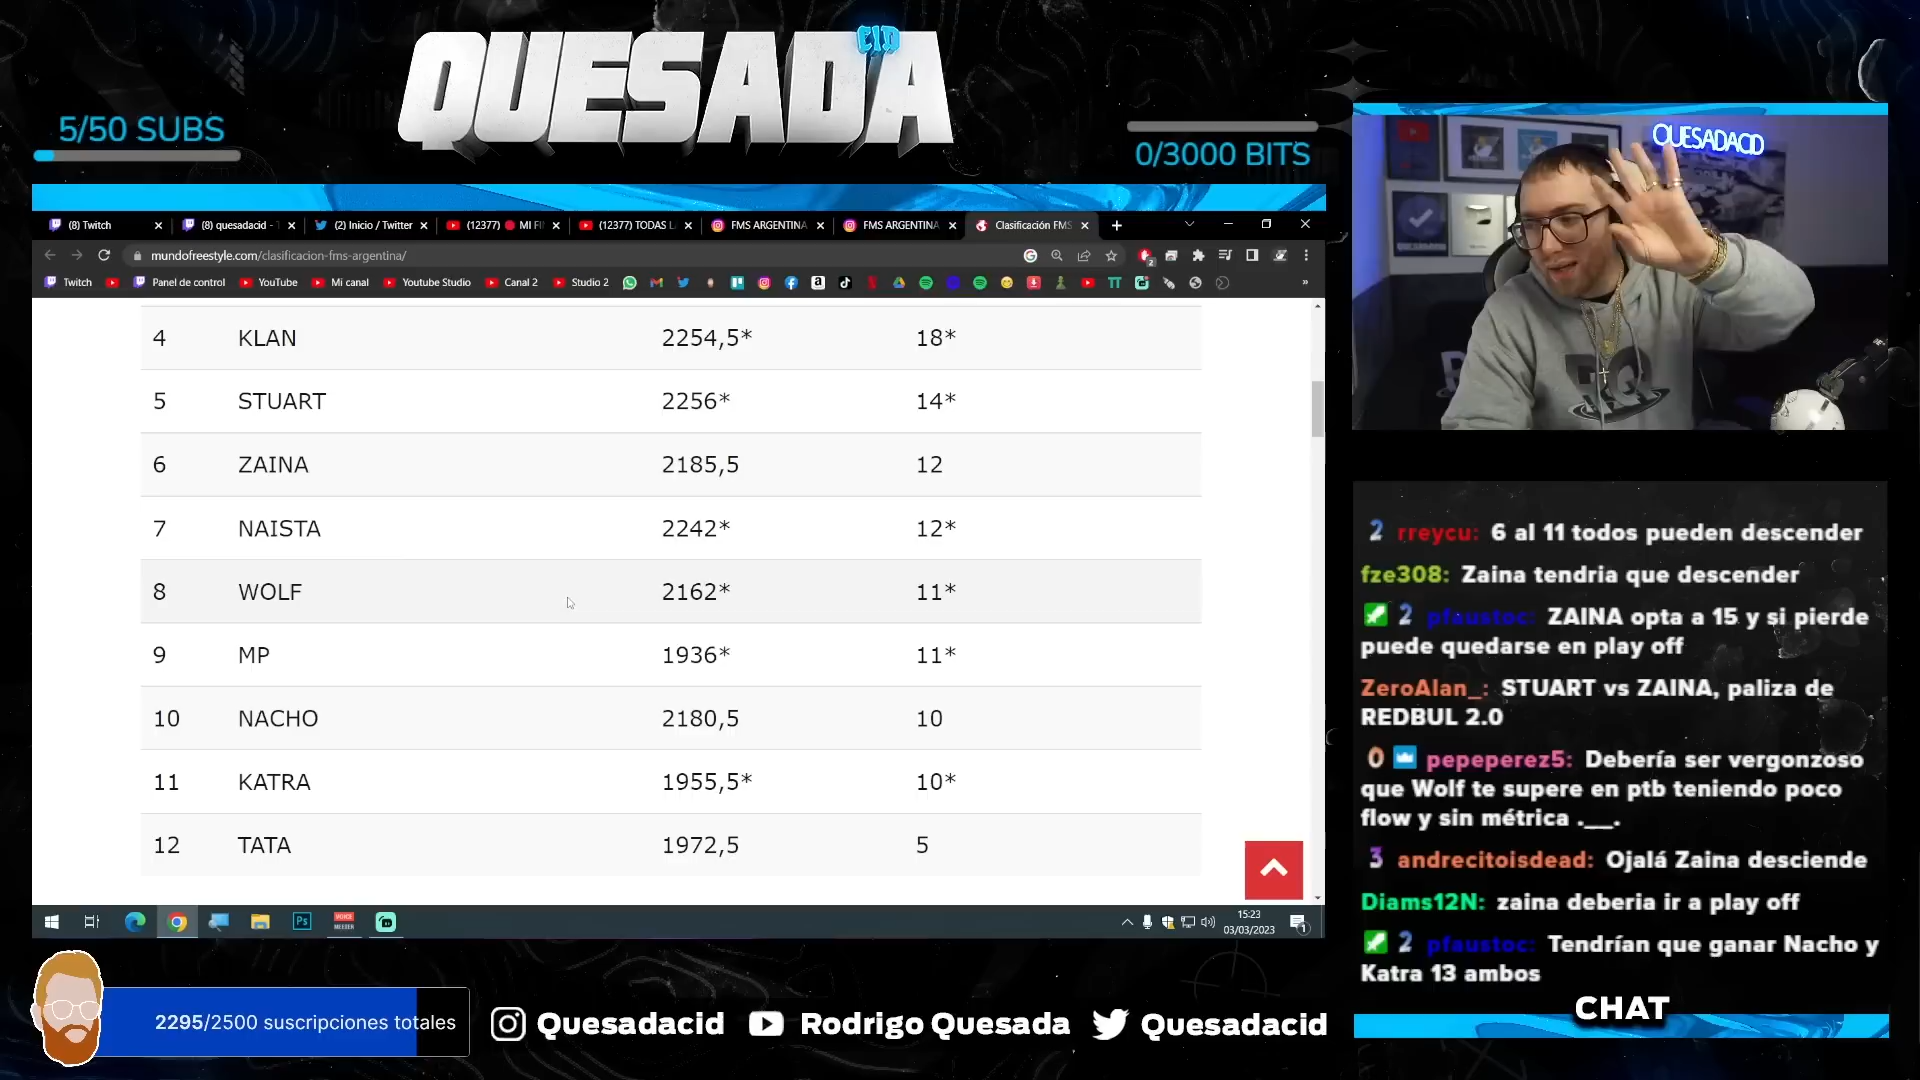 QUESADA
CID
5/50 SUBS
0/3000 BITS
(8) Twitch
(8) quesadacid - T
(2) Inicio / Twitter
(12377) 🔴 MI FI
(12377) TODAS L
FMS ARGENTINA
FMS ARGENTINA
Clasificación FMS
mundofreestyle.com/clasificacion-fms-argentina/
Twitch
Panel de control
YouTube
Mi canal
Youtube Studio
Canal 2
Studio 2
4 KLAN 2254,5* 18*
5 STUART 2256* 14*
6 ZAINA 2185,5 12
7 NAISTA 2242* 12*
8 WOLF 2162* 11*
9 MP 1936* 11*
10 NACHO 2180,5 10
11 KATRA 1955,5* 10*
12 TATA 1972,5 5
15:23
03/03/2023
QUESADACID
2 rreycu: 6 al 11 todos pueden descender
fze308: Zaina tendria que descender
2 pfaustoc: ZAINA opta a 15 y si pierde
puede quedarse en play off
ZeroAlan_: STUART vs ZAINA, paliza de
REDBUL 2.0
0 pepeperez5: Debería ser vergonzoso
que Wolf te supere en ptb teniendo poco
flow y sin métrica .__.
3 andrecitoisdead: Ojalá Zaina desciende
Diams12N: zaina deberia ir a play off
2 pfaustoc: Tendrían que ganar Nacho y
Katra 13 ambos
CHAT
2295/2500 suscripciones totales
Quesadacid
Rodrigo Quesada
Quesadacid